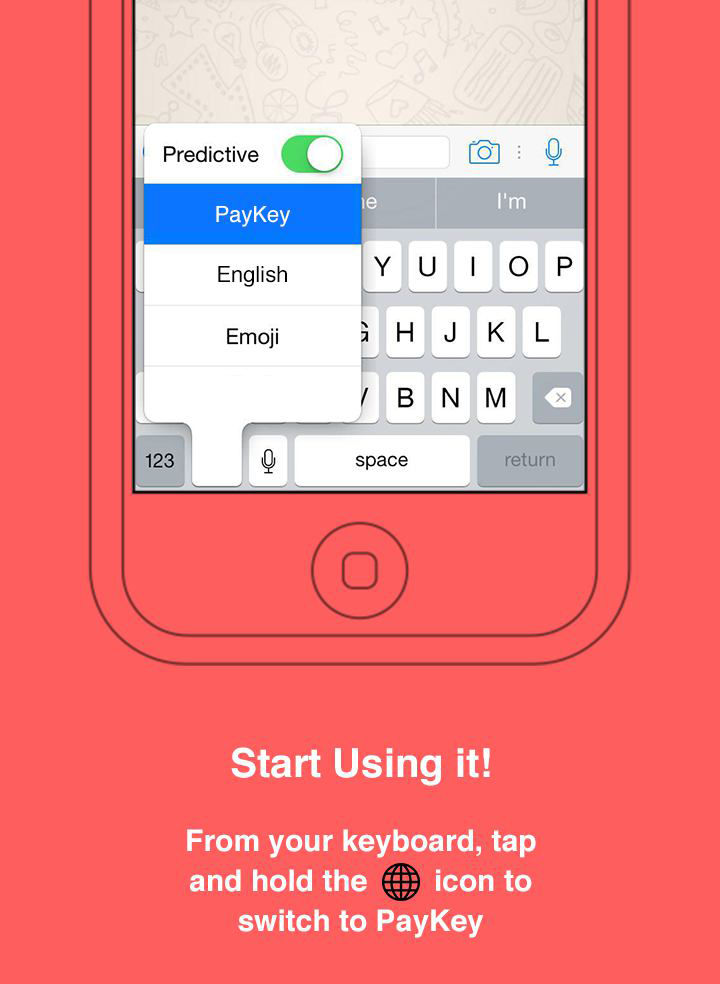 Predictive
PayKey
English
Emoji
I'm
Y U I O P
H J K L
B N M
123 space return
Start Using it!
From your keyboard, tap
and hold the icon to
switch to PayKey